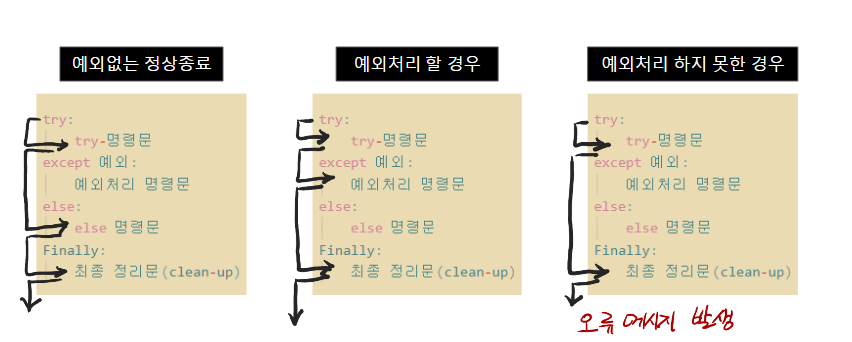 예외없는 정상종료
try:
try-명령문
except 예외:
예외처리 명령문
else:
else 명령문
Finally:
최종 정리문(clean-up)
예외처리 할 경우
try:
try-명령문
except 예외:
예외처리 명령문
else:
else 명령문
Finally:
최종 정리문(clean-up)
예외처리 하지 못한 경우
try:
try-명령문
except 예외:
예외처리 명령문
else:
else 명령문
Finally:
최종 정리문(clean-up)
오류 메시지 발생